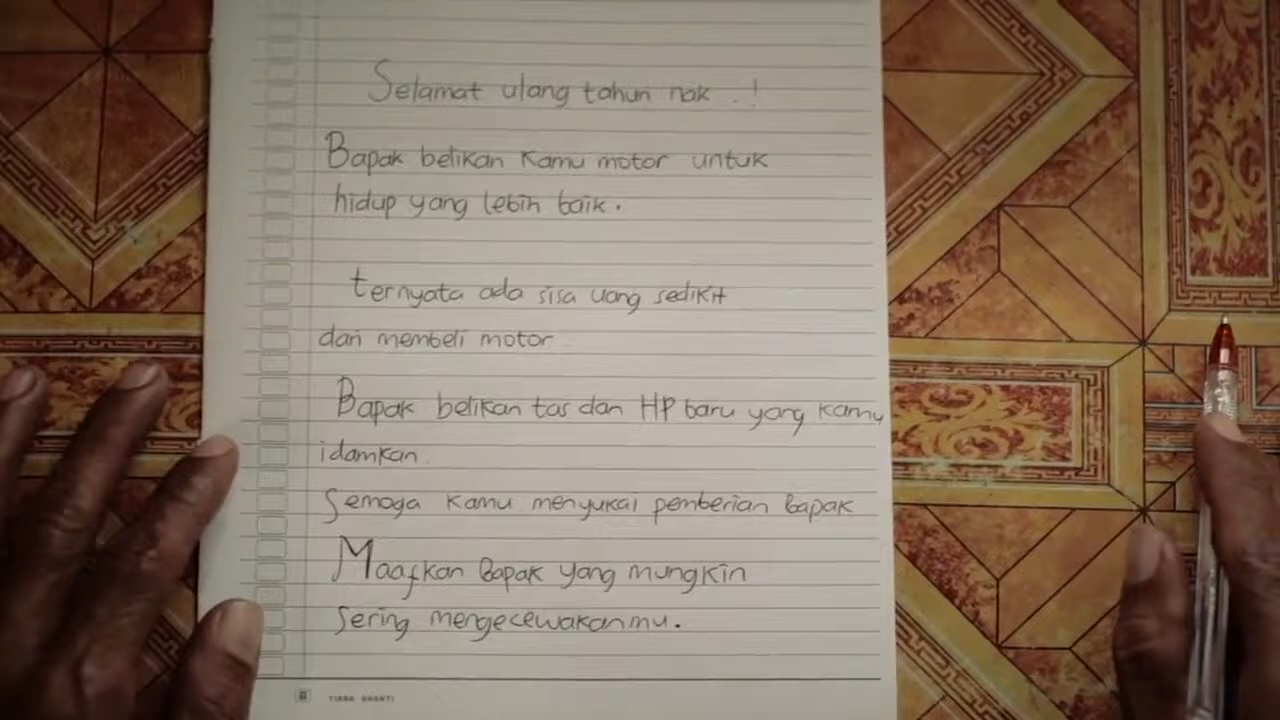 Selamat ulang tahun nak . !
Bapak belikan kamu motor untuk
hidup yang lebih baik.
ternyata ada sisa uang sedikit
dari membeli motor
Bapak belikan tas dan HP baru yang kamu
idamkan.
Semoga kamu menyukai pemberian Bapak
Maafkan Bapak yang mungkin
sering mengecewakanmu.